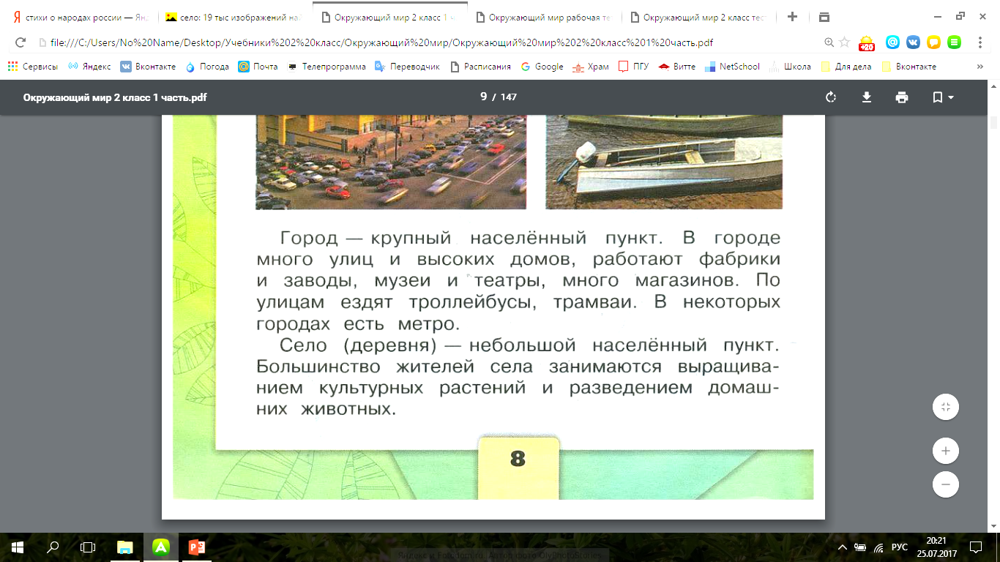 стихи о народах россии — Янд
село: 19 тыс изображений най
Окружающий мир 2 класс 1 ч
Окружающий мир рабочая те
Окружающий мир 2 класс тес
file:///C:/Users/No%20Name/Desktop/Учебники%202%20класс/Окружающий%20мир/Окружающий%20мир%202%20класс%201%20часть.pdf
+20
Сервисы Яндекс Вконтакте Погода Почта Телепрограмма Переводчик Расписания Google Храм ПГУ Витте NetSchool Школа Для дела Вконтакте »
Окружающий мир 2 класс 1 часть.pdf 9 / 147
Город — крупный населённый пункт. В городе
много улиц и высоких домов, работают фабрики
и заводы, музеи и театры, много магазинов. По
улицам ездят троллейбусы, трамваи. В некоторых
городах есть метро.
Село (деревня) — небольшой населённый пункт.
Большинство жителей села занимаются выращива-
нием культурных растений и разведением домаш-
них животных.
8
РУС
20:21
25.07.2017